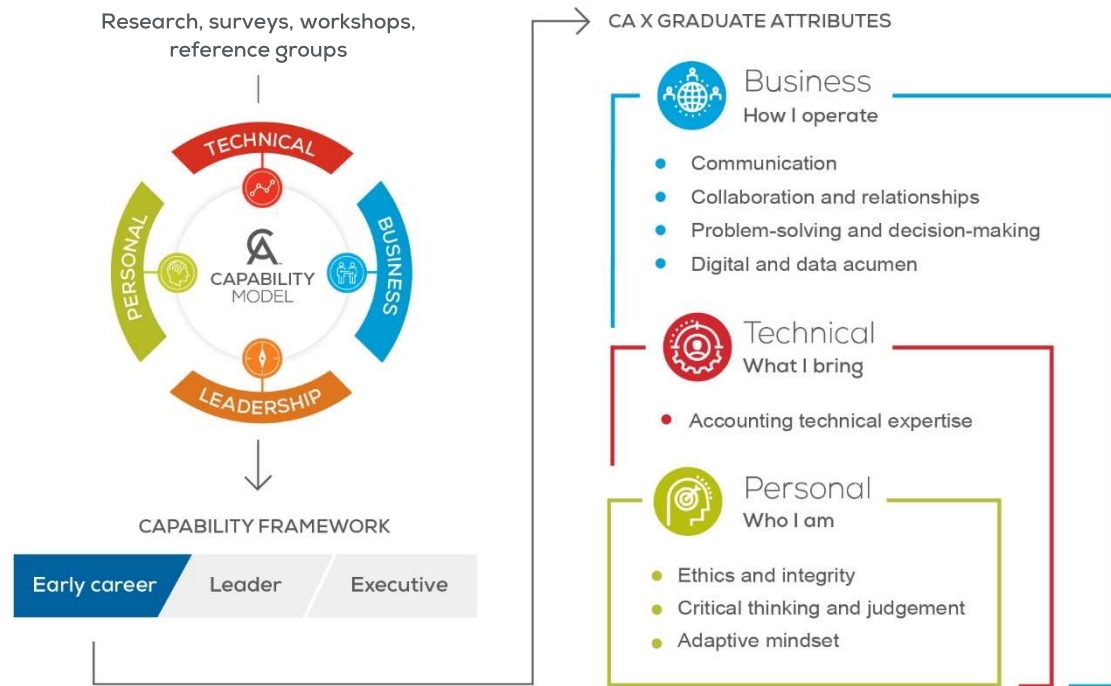 Research, surveys, workshops,
reference groups
TECHNICAL
PERSONAL
BUSINESS
CA
CAPABILITY
MODEL
LEADERSHIP
CAPABILITY FRAMEWORK
Early career
Leader
Executive
CA X GRADUATE ATTRIBUTES
Business
How I operate
Communication
Collaboration and relationships
Problem-solving and decision-making
Digital and data acumen
Technical
What I bring
Accounting technical expertise
Personal
Who I am
Ethics and integrity
Critical thinking and judgement
Adaptive mindset